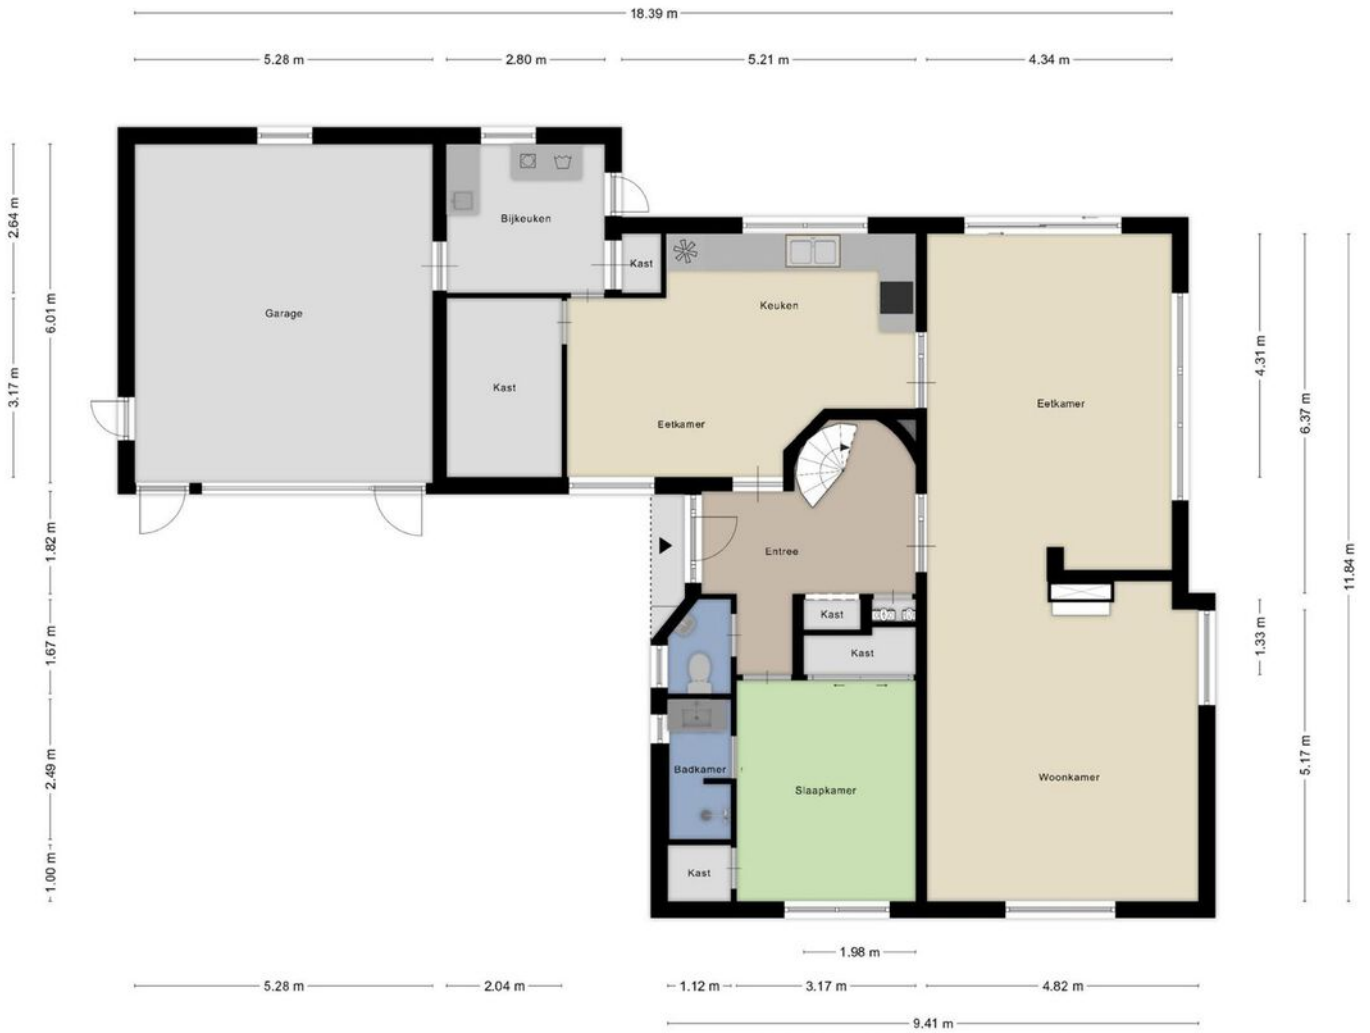 18.39 m
5.28 m
2.80 m
5.21 m
4.34 m
2.64 m
6.01 m
3.17 m
1.82 m
1.67 m
2.49 m
1.00 m
Bijkeuken
Kast
Keuken
Garage
Kast
Eetkamer
Eetkamer
Entree
Kast
Kast
Badkamer
Slaapkamer
Woonkamer
Kast
4.31 m
6.37 m
11.84 m
1.33 m
5.17 m
1.98 m
5.28 m
2.04 m
1.12 m
3.17 m
4.82 m
9.41 m